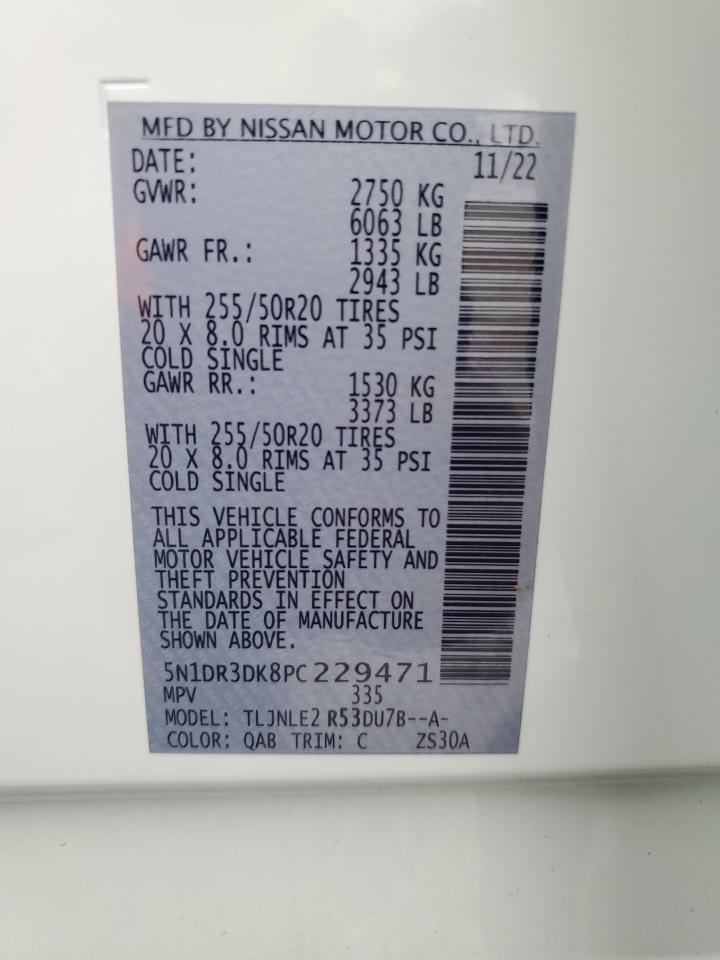 MFD BY NISSAN MOTOR CO., LTD.
DATE: 11/22
GVWR: 2750 KG
6063 LB
GAWR FR.: 1335 KG
2943 LB
WITH 255/50R20 TIRES
20 X 8.0 RIMS AT 35 PSI
COLD SINGLE
GAWR RR.: 1530 KG
3373 LB
WITH 255/50R20 TIRES
20 X 8.0 RIMS AT 35 PSI
COLD SINGLE
THIS VEHICLE CONFORMS TO
ALL APPLICABLE FEDERAL
MOTOR VEHICLE SAFETY AND
THEFT PREVENTION
STANDARDS IN EFFECT ON
THE DATE OF MANUFACTURE
SHOWN ABOVE.
5N1DR3DK8PC229471
MPV 335
MODEL: TLJNLE2 R53DU7B--A-
COLOR: QAB TRIM: C ZS30A